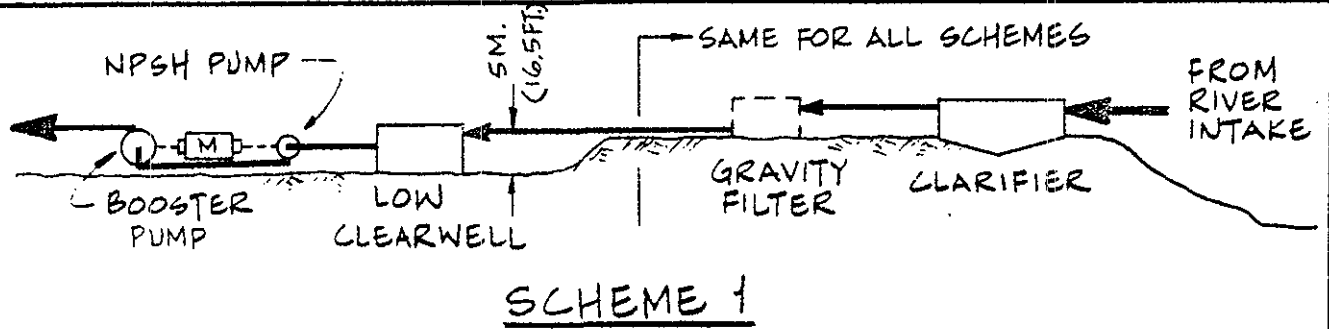 NPSH PUMP
5M.
(16.5FT.)
SAME FOR ALL SCHEMES
FROM
RIVER
INTAKE
M
BOOSTER
PUMP
LOW
CLEARWELL
GRAVITY
FILTER
CLARIFIER
SCHEME 1